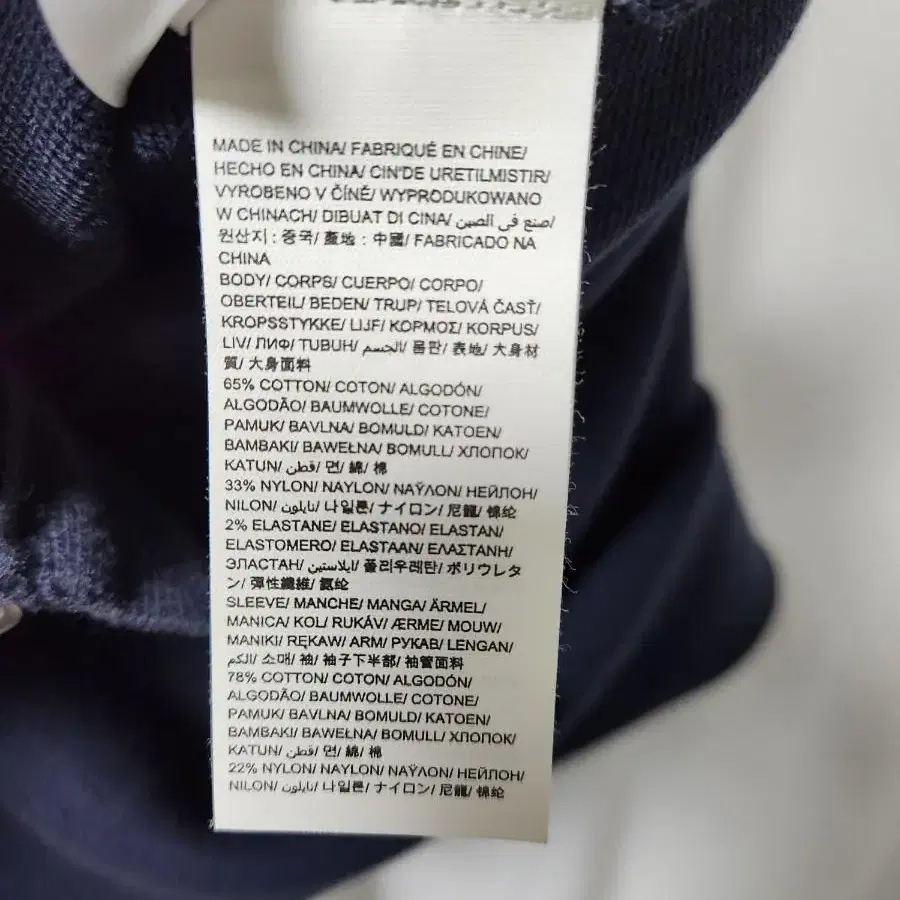 MADE IN CHINA/ FABRIQUÉ EN CHINE/
HECHO EN CHINA/ CIN'DE URETILMISTIR/
VYROBENO V ČÍNÉ/ WYPRODUKOWANO
W CHINACH/ DIBUAT DI CINA/ صنع في الصين/
원산지 : 중국/ 產地 : 中國/ FABRICADO NA
CHINA
BODY/ CORPS/ CUERPO/ CORPO/
OBERTEIL/ BEDEN/ TRUP/ TELOVÁ ČASŤ/
KROPSSTYKKE/ LIJF/ ΚΟΡΜΟΣ/ KORPUS/
LIV/ ЛИФ/ TUBUH/ الجسم/ 몸판/ 表地/ 大身材
質/ 大身面料
65% COTTON/ COTON/ ALGODÓN/
ALGODÃO/ BAUMWOLLE/ COTONE/
PAMUK/ BAVLNA/ BOMULD/ KATOEN/
BAMBAKI/ BAWEŁNA/ BOMULL/ ХЛОПОК/
KATUN/ قطن/ 면/ 綿/ 棉
33% NYLON/ NAYLON/ ΝΑΫΛΟΝ/ НЕЙЛОН/
NILON/ نايلون/ 나일론/ ナイロン/ 尼龍/ 锦纶
2% ELASTANE/ ELASTANO/ ELASTAN/
ELASTOMERO/ ELASTAAN/ ΕΛΑΣΤΑΝΗ/
ЭЛАСТАН/ ايلاستين/ 폴리우레탄/ ポリウレタ
ン/ 彈性纖維/ 氨纶
SLEEVE/ MANCHE/ MANGA/ ÄRMEL/
MANICA/ KOL/ RUKÁV/ ÆRME/ MOUW/
MANIKI/ RĘKAW/ ARM/ РУКАВ/ LENGAN/
الكم/ 소매/ 袖/ 袖子下半部/ 袖管面料
78% COTTON/ COTON/ ALGODÓN/
ALGODÃO/ BAUMWOLLE/ COTONE/
PAMUK/ BAVLNA/ BOMULD/ KATOEN/
BAMBAKI/ BAWEŁNA/ BOMULL/ ХЛОПОК/
KATUN/ قطن/ 면/ 綿/ 棉
22% NYLON/ NAYLON/ ΝΑΫΛΟΝ/ НЕЙЛОН/
NILON/ نايلون/ 나일론/ ナイロン/ 尼龍/ 锦纶